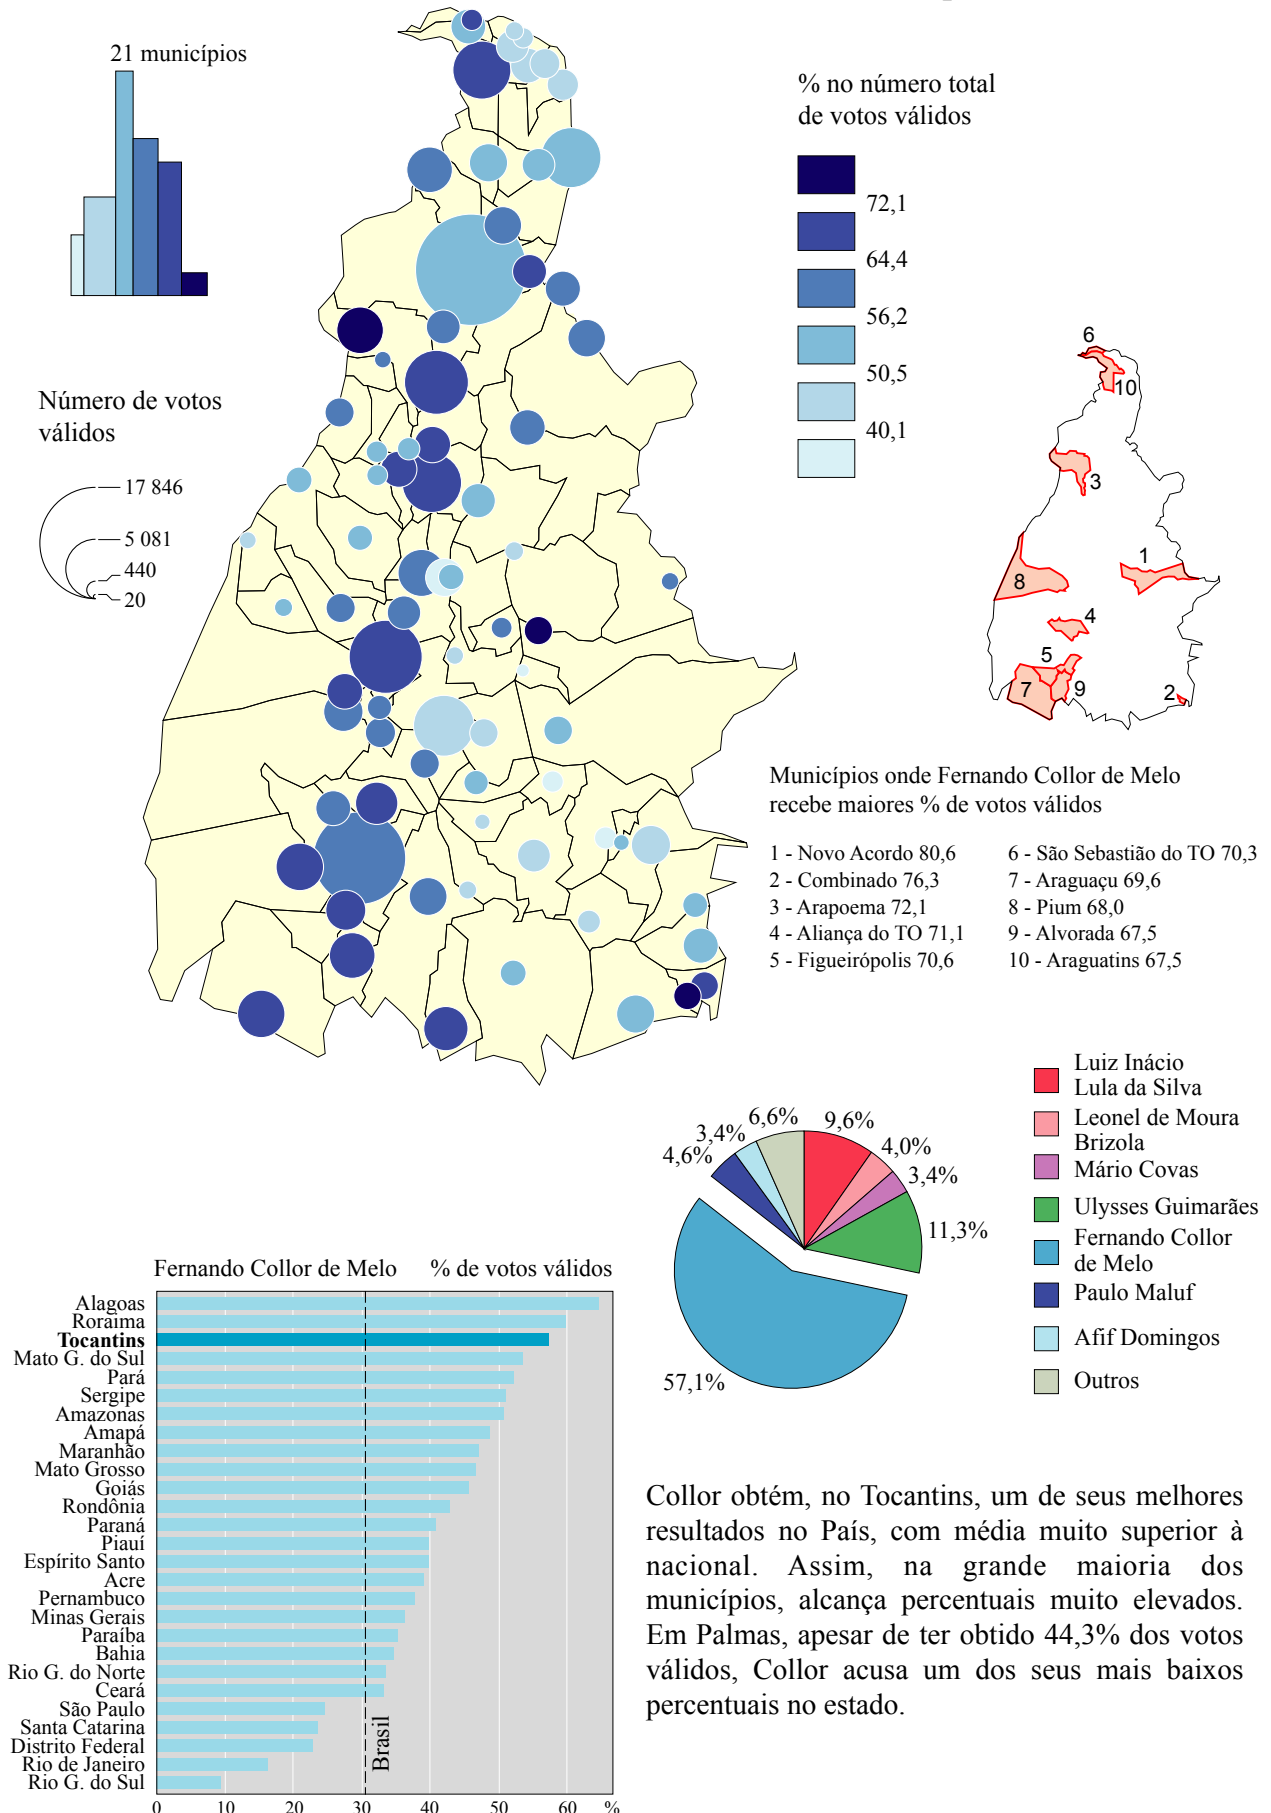 21 municípios
% no número total
de votos válidos
72,1
64,4
56,2
50,5
40,1
Número de votos
válidos
17 846
5 081
440
20
6
10
3
1
8
4
5
7
9
2
Municípios onde Fernando Collor de Melo
recebe maiores % de votos válidos
1 - Novo Acordo 80,6
2 - Combinado 76,3
3 - Arapoema 72,1
4 - Aliança do TO 71,1
5 - Figueirópolis 70,6
6 - São Sebastião do TO 70,3
7 - Araguaçu 69,6
8 - Pium 68,0
9 - Alvorada 67,5
10 - Araguatins 67,5
6,6%
9,6%
3,4%
4,0%
4,6%
3,4%
11,3%
57,1%
Luiz Inácio
Lula da Silva
Leonel de Moura
Brizola
Mário Covas
Ulysses Guimarães
Fernando Collor
de Melo
Paulo Maluf
Afif Domingos
Outros
Fernando Collor de Melo % de votos válidos
Alagoas
Roraima
Tocantins
Mato G. do Sul
Pará
Sergipe
Amazonas
Amapá
Maranhão
Mato Grosso
Goiás
Rondônia
Paraná
Piauí
Espírito Santo
Acre
Pernambuco
Minas Gerais
Paraíba
Bahia
Rio G. do Norte
Ceará
São Paulo
Santa Catarina
Distrito Federal
Rio de Janeiro
Rio G. do Sul
Brasil
0 10 20 30 40 50 60 %
Collor obtém, no Tocantins, um de seus melhores
resultados no País, com média muito superior à
nacional. Assim, na grande maioria dos
municípios, alcança percentuais muito elevados.
Em Palmas, apesar de ter obtido 44,3% dos votos
válidos, Collor acusa um dos seus mais baixos
percentuais no estado.